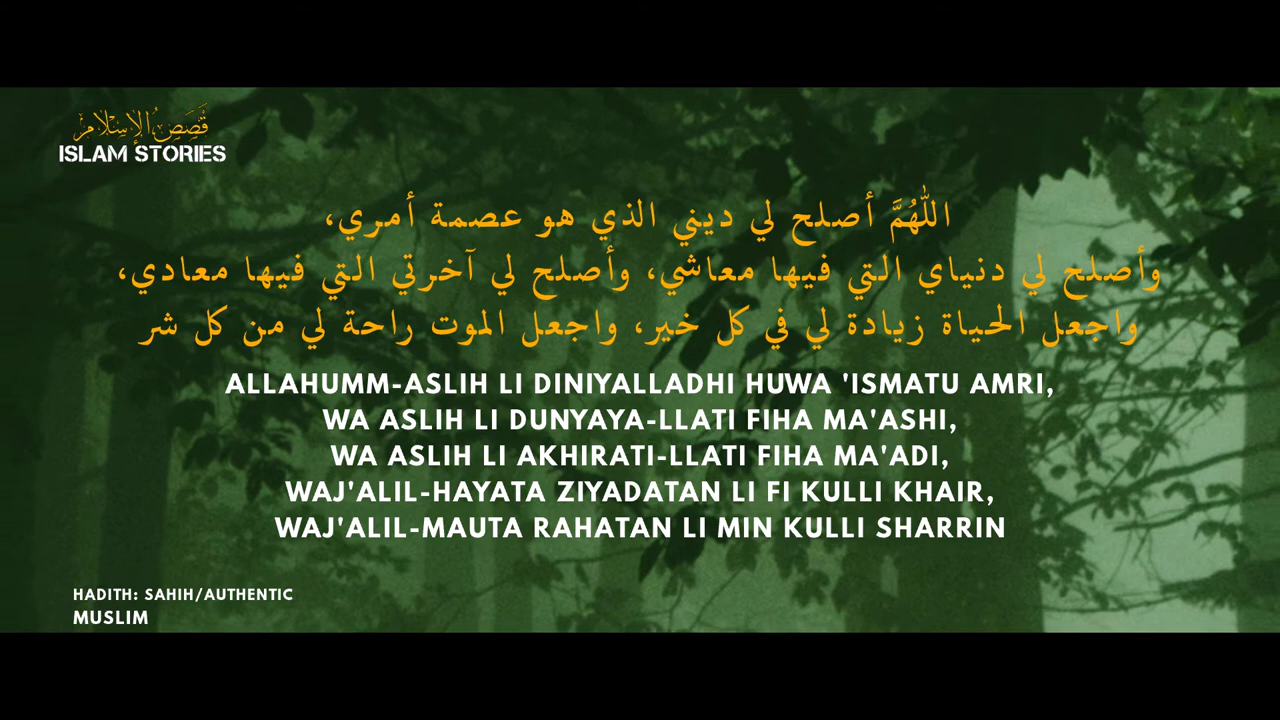 قَصَصُ الإِسْلَام
ISLAM STORIES
اللّٰهُمَّ أصلح لي ديني الذي هو عصمة أمري،
وأصلح لي دنياي التي فيها معاشي، وأصلح لي آخرتي التي فيها معادي،
واجعل الحياة زيادة لي في كل خير، واجعل الموت راحة لي من كل شر
ALLAHUMM-ASLIH LI DINIYALLADHI HUWA 'ISMATU AMRI,
WA ASLIH LI DUNYAYA-LLATI FIHA MA'ASHI,
WA ASLIH LI AKHIRATI-LLATI FIHA MA'ADI,
WAJ'ALIL-HAYATA ZIYADATAN LI FI KULLI KHAIR,
WAJ'ALIL-MAUTA RAHATAN LI MIN KULLI SHARRIN
HADITH: SAHIH/AUTHENTIC
MUSLIM